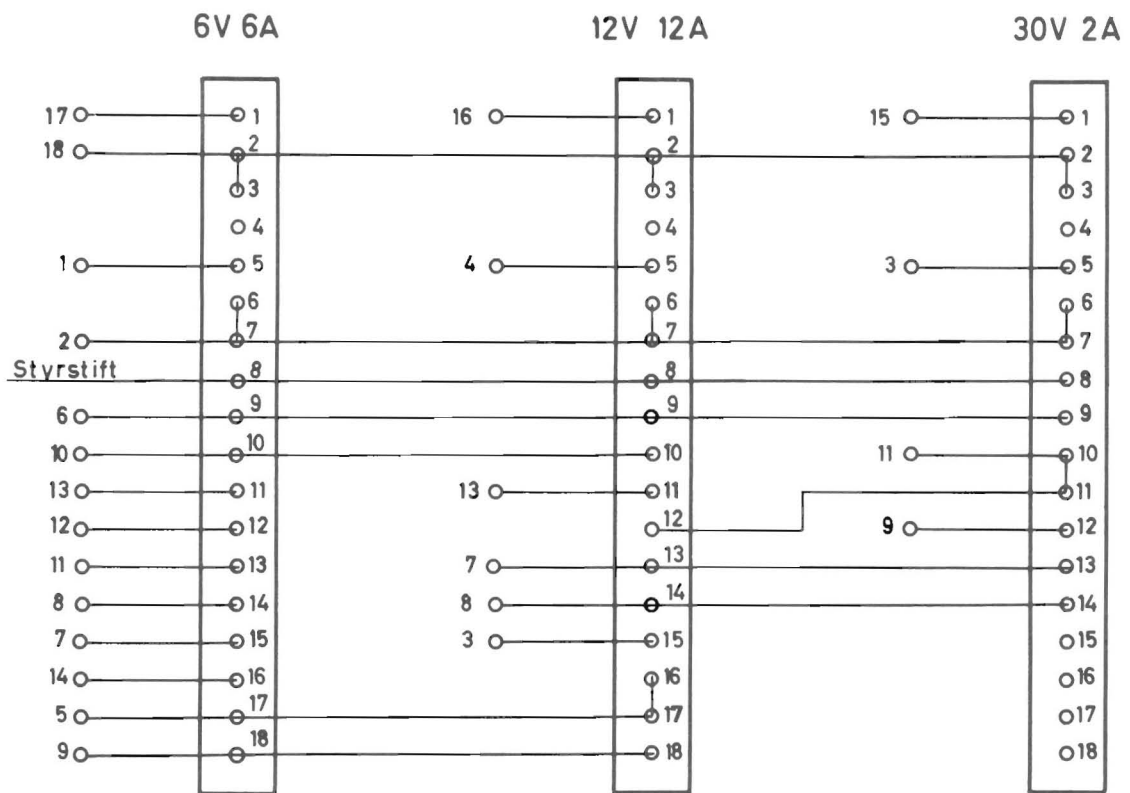 6V 6A 12V 12A 30V 2A
17 1 16 1 15 1
18 2 2 2
3 3 3
4 4 4
1 5 4 5 3 5
6 6 6
2 7 7 7
Styrstift 8 8 8
6 9 9 9
10 10 10 11 10
13 11 13 11 11
12 12 12 9 12
11 13 7 13 13
8 14 8 14 14
7 15 3 15 15
14 16 16 16
5 17 17 17
9 18 18 18